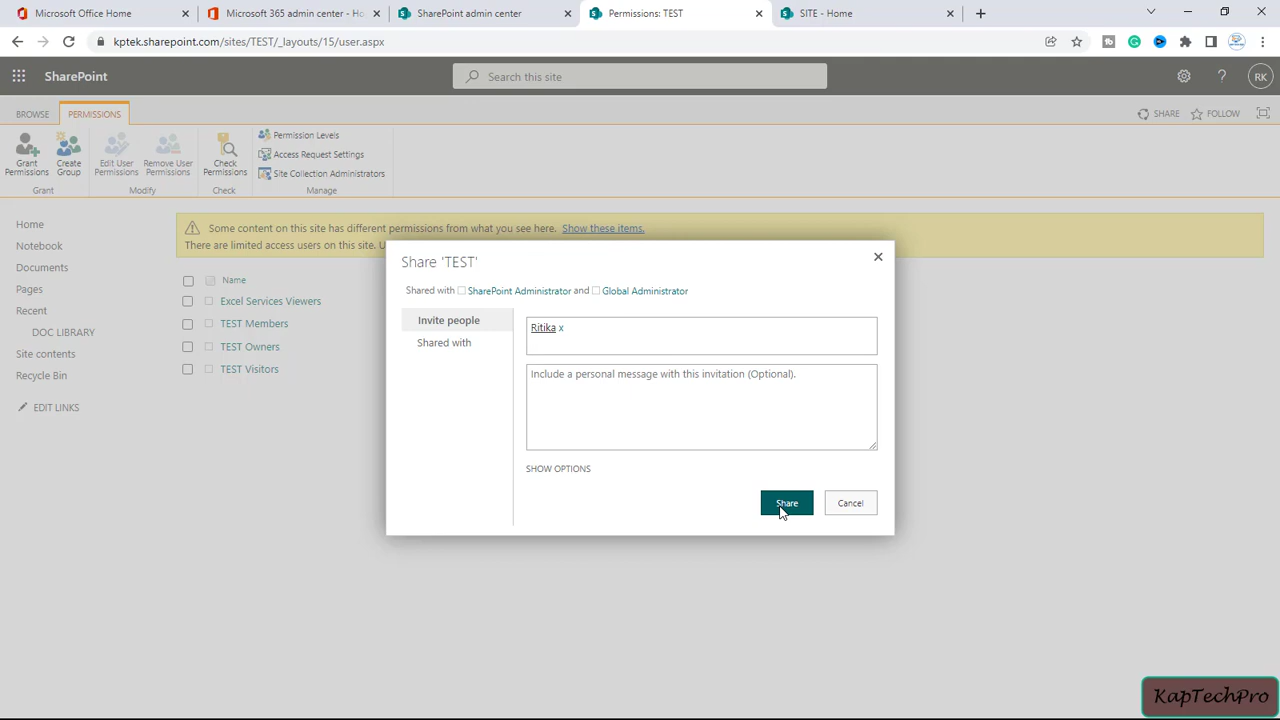 Microsoft Office Home
Microsoft 365 admin center - Ho
SharePoint admin center
Permissions: TEST
SITE - Home
kptek.sharepoint.com/sites/TEST/_layouts/15/user.aspx
SharePoint
Search this site
RK
BROWSE
PERMISSIONS
SHARE
FOLLOW
Grant Permissions
Create Group
Edit User Permissions
Remove User Permissions
Check Permissions
Permission Levels
Access Request Settings
Site Collection Administrators
Grant
Modify
Check
Manage
Home
Notebook
Documents
Pages
Recent
DOC LIBRARY
Site contents
Recycle Bin
EDIT LINKS
Some content on this site has different permissions from what you see here. Show these items.
There are limited access users on this site. U
Name
Excel Services Viewers
TEST Members
TEST Owners
TEST Visitors
Share 'TEST'
Shared with SharePoint Administrator and Global Administrator
Invite people
Shared with
Ritika x
Include a personal message with this invitation (Optional).
SHOW OPTIONS
Share
Cancel
KapTechPro